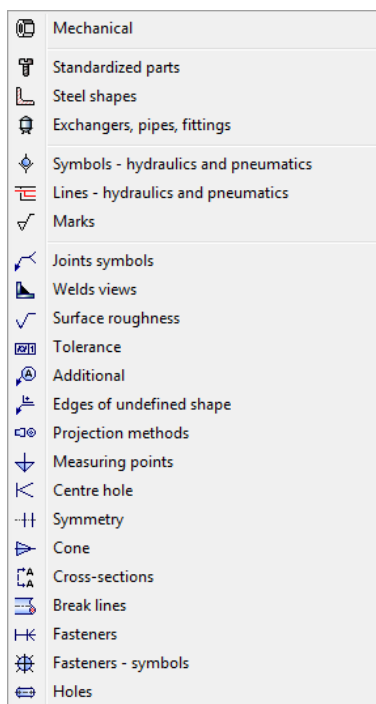 Mechanical
Standardized parts
Steel shapes
Exchangers, pipes, fittings
Symbols - hydraulics and pneumatics
Lines - hydraulics and pneumatics
Marks
Joints symbols
Welds views
Surface roughness
Tolerance
Additional
Edges of undefined shape
Projection methods
Measuring points
Centre hole
Symmetry
Cone
Cross-sections
Break lines
Fasteners
Fasteners - symbols
Holes